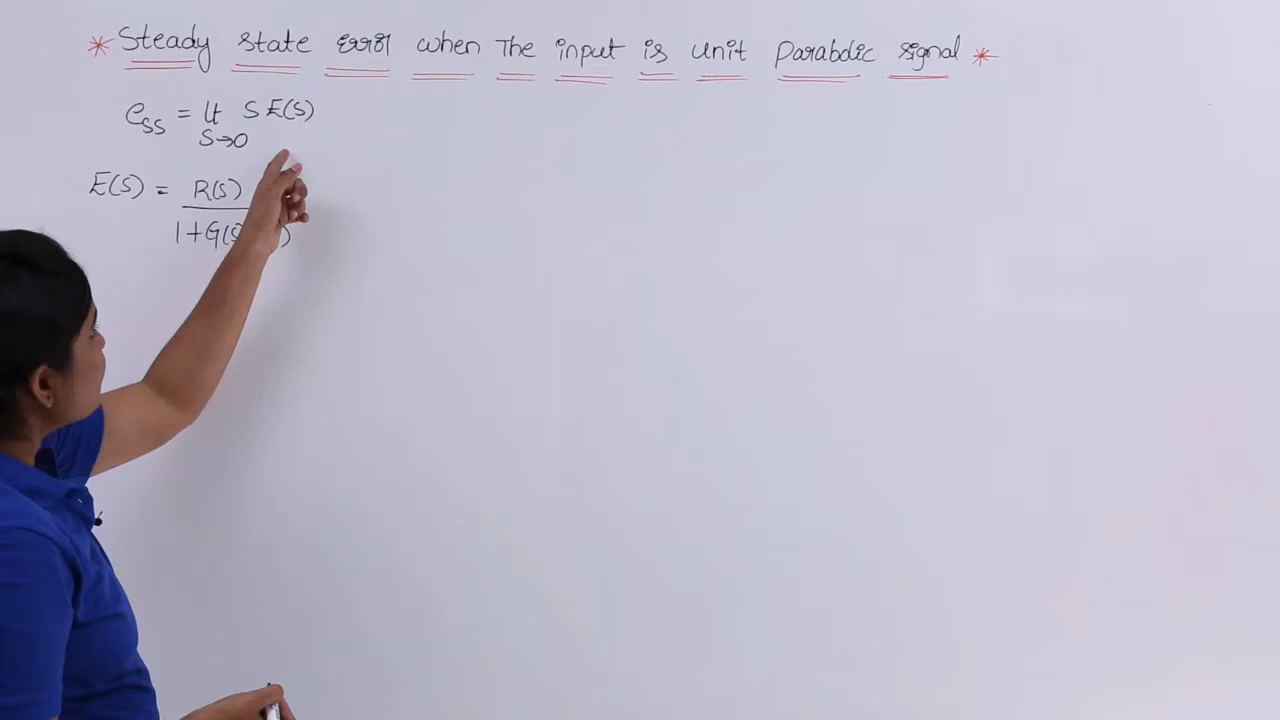 * Steady state error when The input is unit Parabolic signal *
ess = lt S E(S)
S→0
E(S) = R(S)
1+G(S)